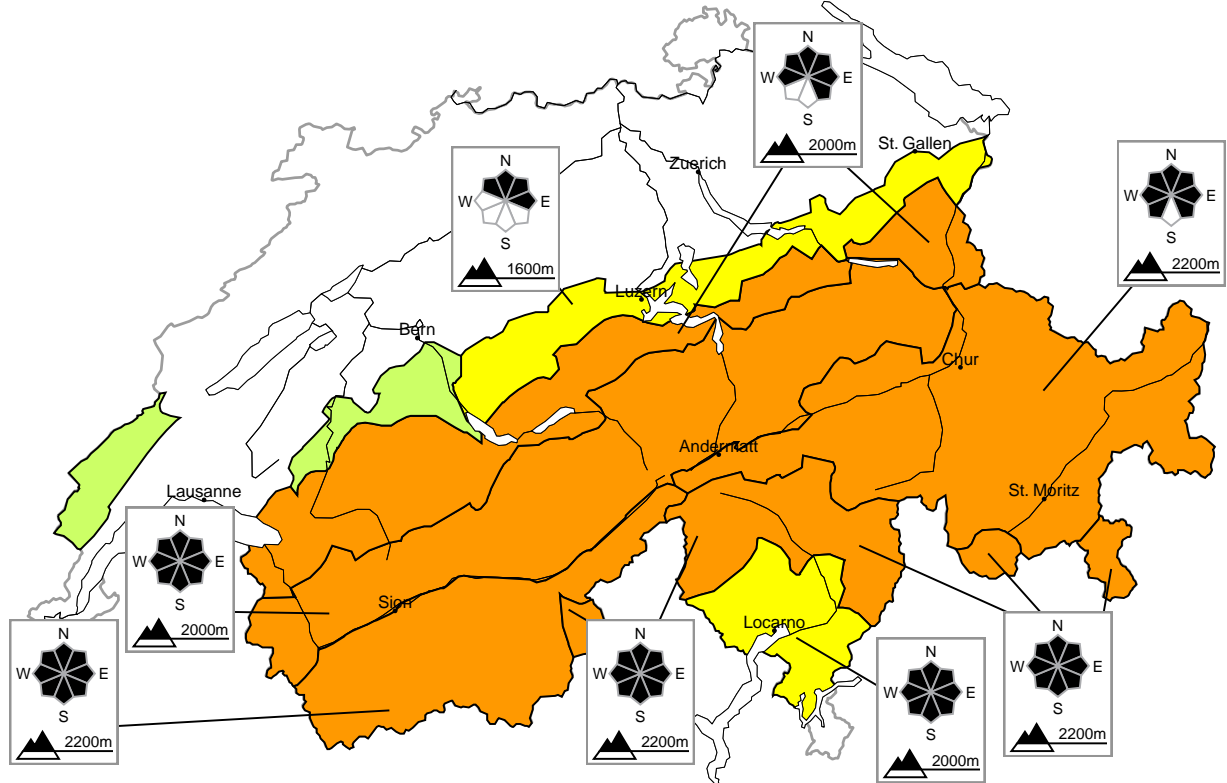 N
W E
S
2000m
St. Gallen
Zuerich
N
W E
S
2200m
N
W E
S
1600m
Luzern
Bern
Chur
Andermatt
St. Moritz
Lausanne
N
W E
S
2000m
Sion
Locarno
N
W E
S
2200m
N
W E
S
2200m
N
W E
S
2000m
N
W E
S
2200m